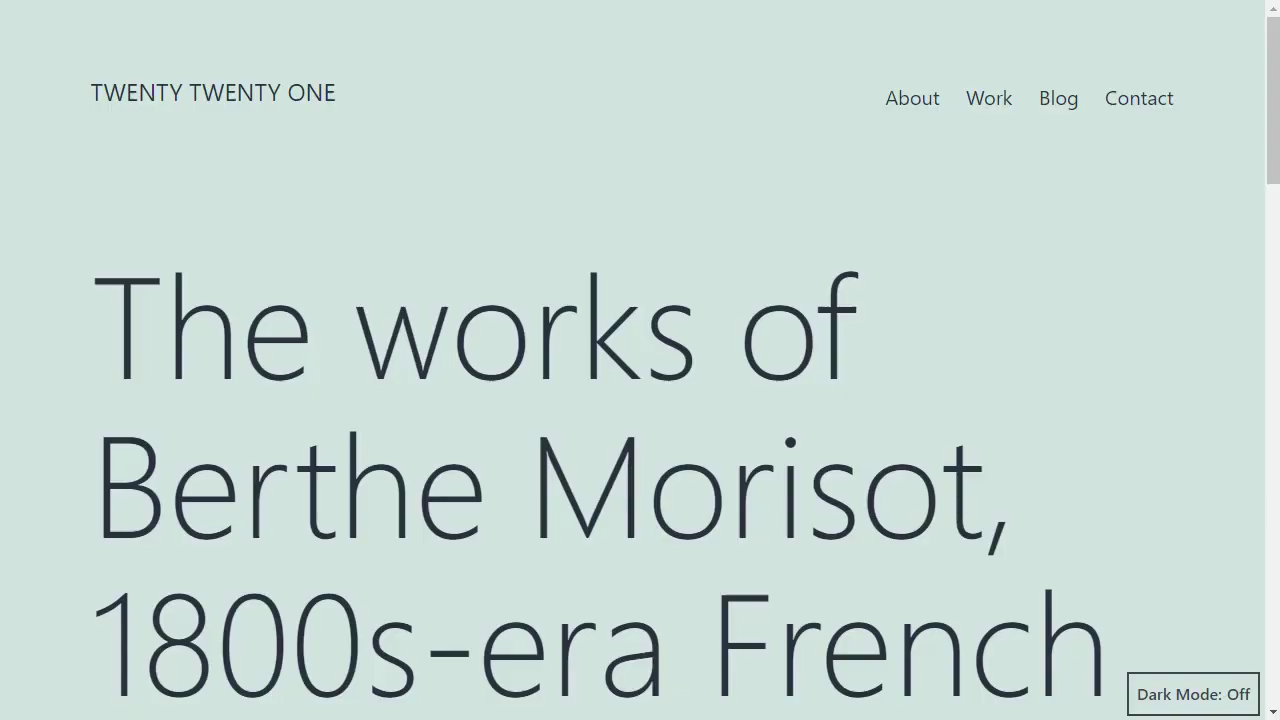 TWENTY TWENTY ONE
About Work Blog Contact
The works of
Berthe Morisot,
1800s-era French
Dark Mode: Off